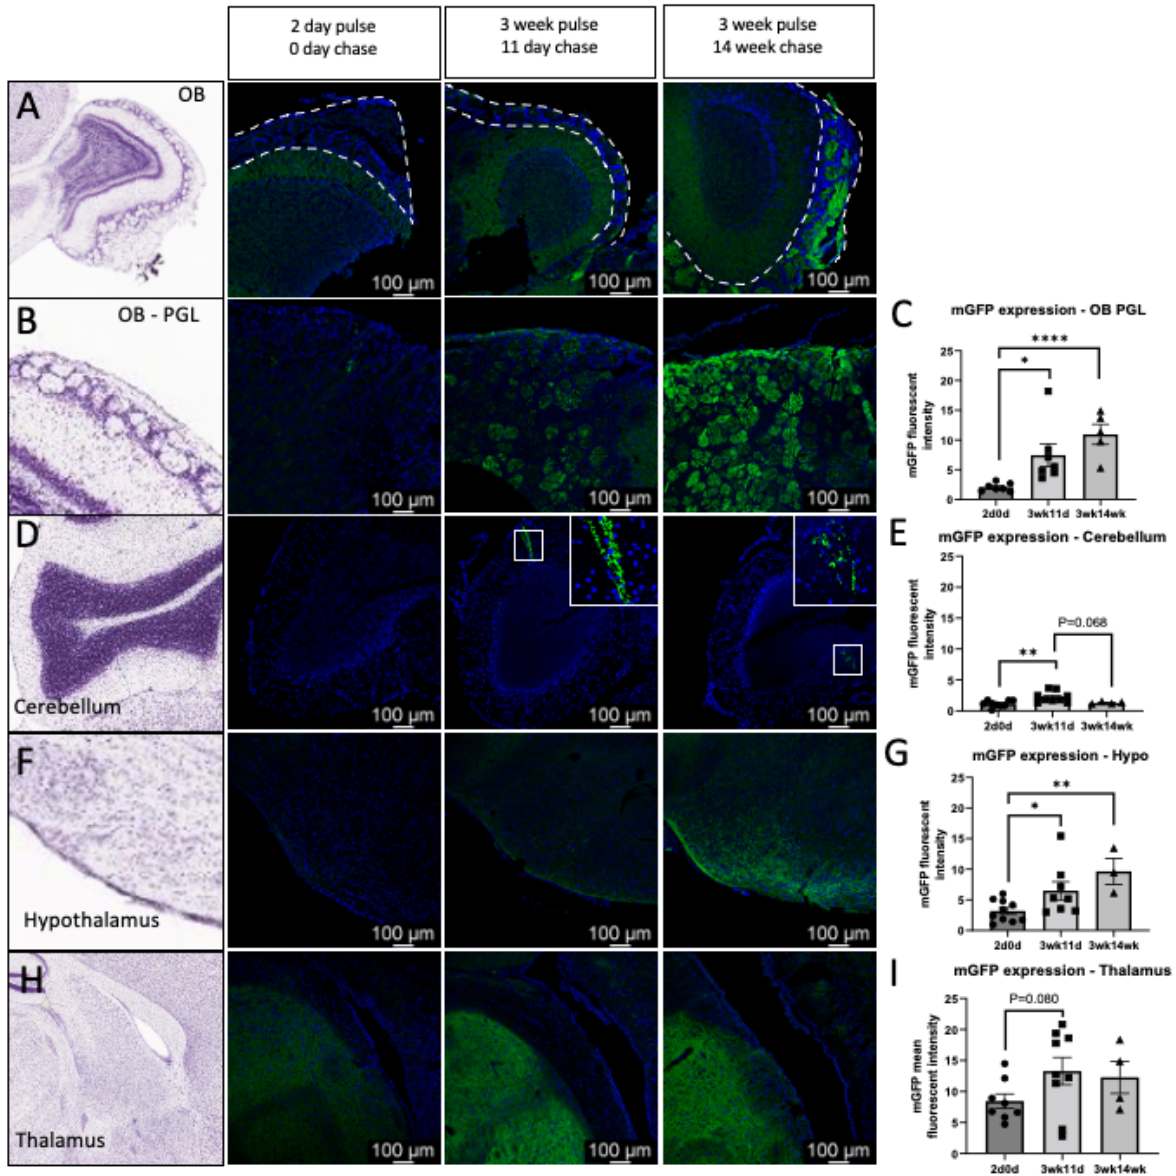 2 day pulse
0 day chase
3 week pulse
11 day chase
3 week pulse
14 week chase
A
OB
100 µm
100 µm
100 µm
B
OB - PGL
100 µm
100 µm
100 µm
C
mGFP expression - OB PGL
mGFP fluorescent
intensity
25
20
15
10
5
0
*
****
2d0d
3wk11d
3wk14wk
D
Cerebellum
100 µm
100 µm
100 µm
E
mGFP expression - Cerebellum
mGFP fluorescent
intensity
25
20
15
10
5
0
**
P=0.068
2d0d
3wk11d
3wk14wk
F
Hypothalamus
100 µm
100 µm
100 µm
G
mGFP expression - Hypo
mGFP fluorescent
intensity
25
20
15
10
5
0
*
**
2d0d
3wk11d
3wk14wk
H
Thalamus
100 µm
100 µm
100 µm
I
mGFP expression - Thalamus
mGFP mean
fluorescent intensity
25
20
15
10
5
0
P=0.080
2d0d
3wk11d
3wk14wk